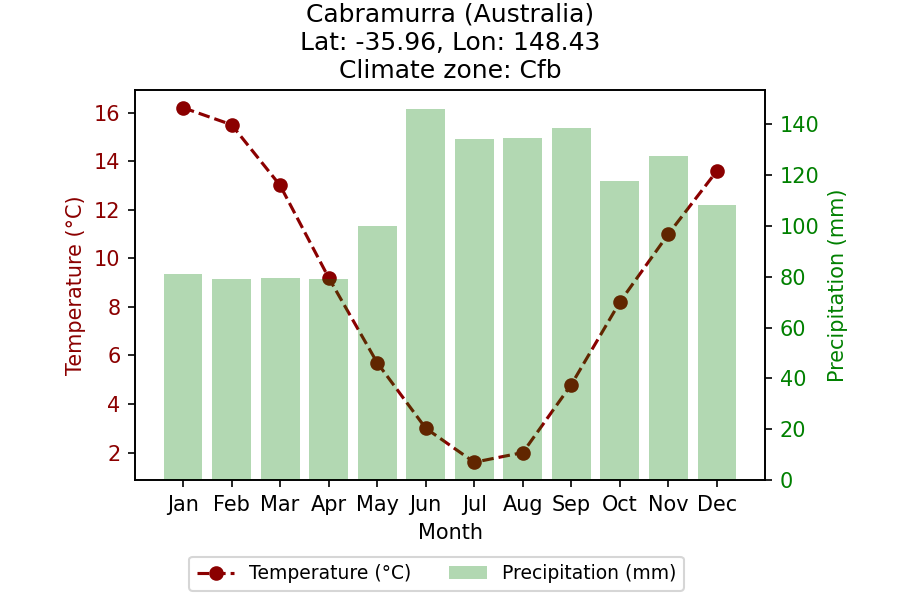 Cabramurra (Australia)
Lat: -35.96, Lon: 148.43
Climate zone: Cfb
Temperature (°C)
16
14
12
10
8
6
4
2
140
120
100
80
60
40
20
0
Precipitation (mm)
Jan Feb Mar Apr May Jun Jul Aug Sep Oct Nov Dec
Month
Temperature (°C) Precipitation (mm)